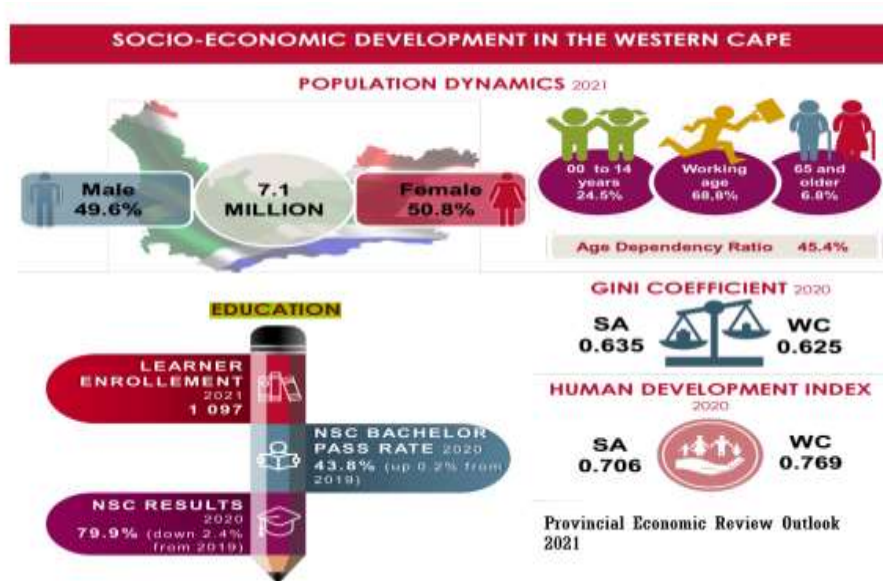 SOCIO-ECONOMIC DEVELOPMENT IN THE WESTERN CAPE
POPULATION DYNAMICS 2021
Male
49.6%
7.1
MILLION
Female
50.8%
00 to 14
years
24.5%
Working
age
68,8%
65 and
older
6.8%
Age Dependency Ratio 45.4%
EDUCATION
LEARNER
ENROLLEMENT
2021
1 097
NSC BACHELOR
PASS RATE 2020
43.8% (up 0.2% from
2019)
NSC RESULTS
2020
79.9% (down 2.4%
from 2019)
GINI COEFFICIENT 2020
SA
0.635
WC
0.625
HUMAN DEVELOPMENT INDEX
2020
SA
0.706
WC
0.769
Provincial Economic Review Outlook
2021